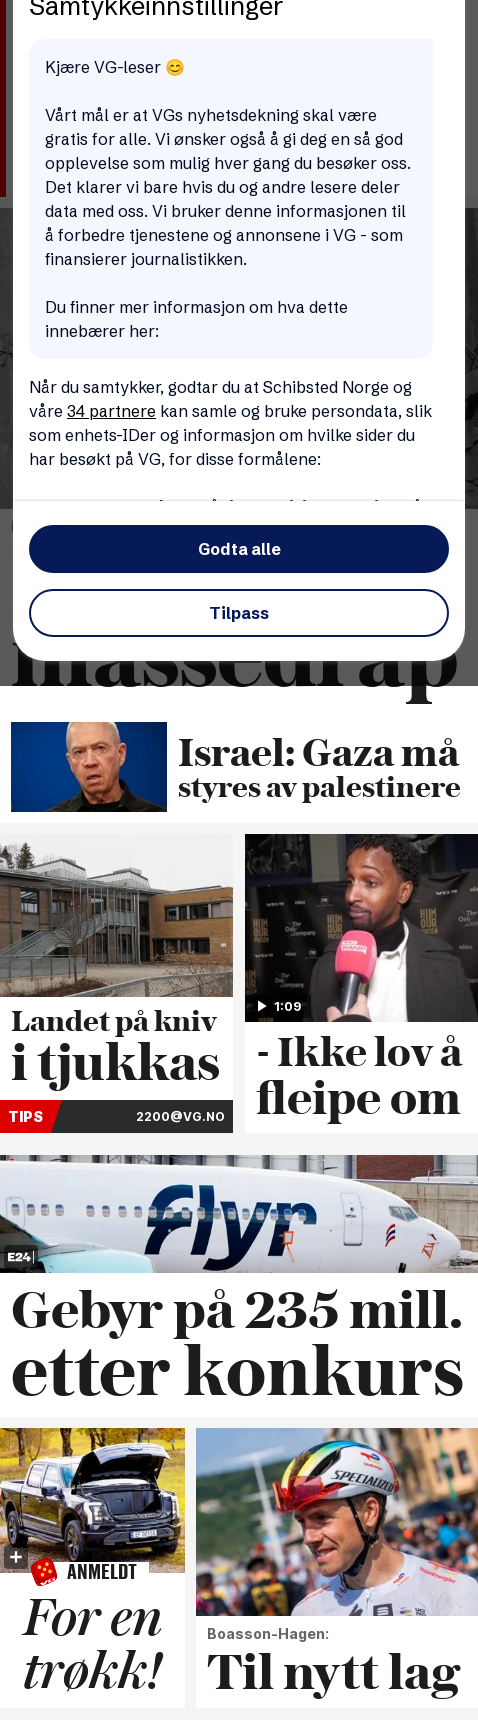 Samtykkeinnstillinger
Kjære VG-leser 😊
Vårt mål er at VGs nyhetsdekning skal være
gratis for alle. Vi ønsker også å gi deg en så god
opplevelse som mulig hver gang du besøker oss.
Det klarer vi bare hvis du og andre lesere deler
data med oss. Vi bruker denne informasjonen til
å forbedre tjenestene og annonsene i VG - som
finansierer journalistikken.
Du finner mer informasjon om hva dette
innebærer her:
Når du samtykker, godtar du at Schibsted Norge og
våre 34 partnere kan samle og bruke persondata, slik
som enhets-IDer og informasjon om hvilke sider du
har besøkt på VG, for disse formålene:
Godta alle
Tilpass
massedrap
Israel: Gaza må
styres av palestinere
Landet på kniv
i tjukkas
TIPS 2200@VG.NO
1:09
- Ikke lov å
fleipe om
flyr
E24
Gebyr på 235 mill.
etter konkurs
ANMELDT
For en
trøkk!
SPECIALIZED
Boasson-Hagen:
Til nytt lag